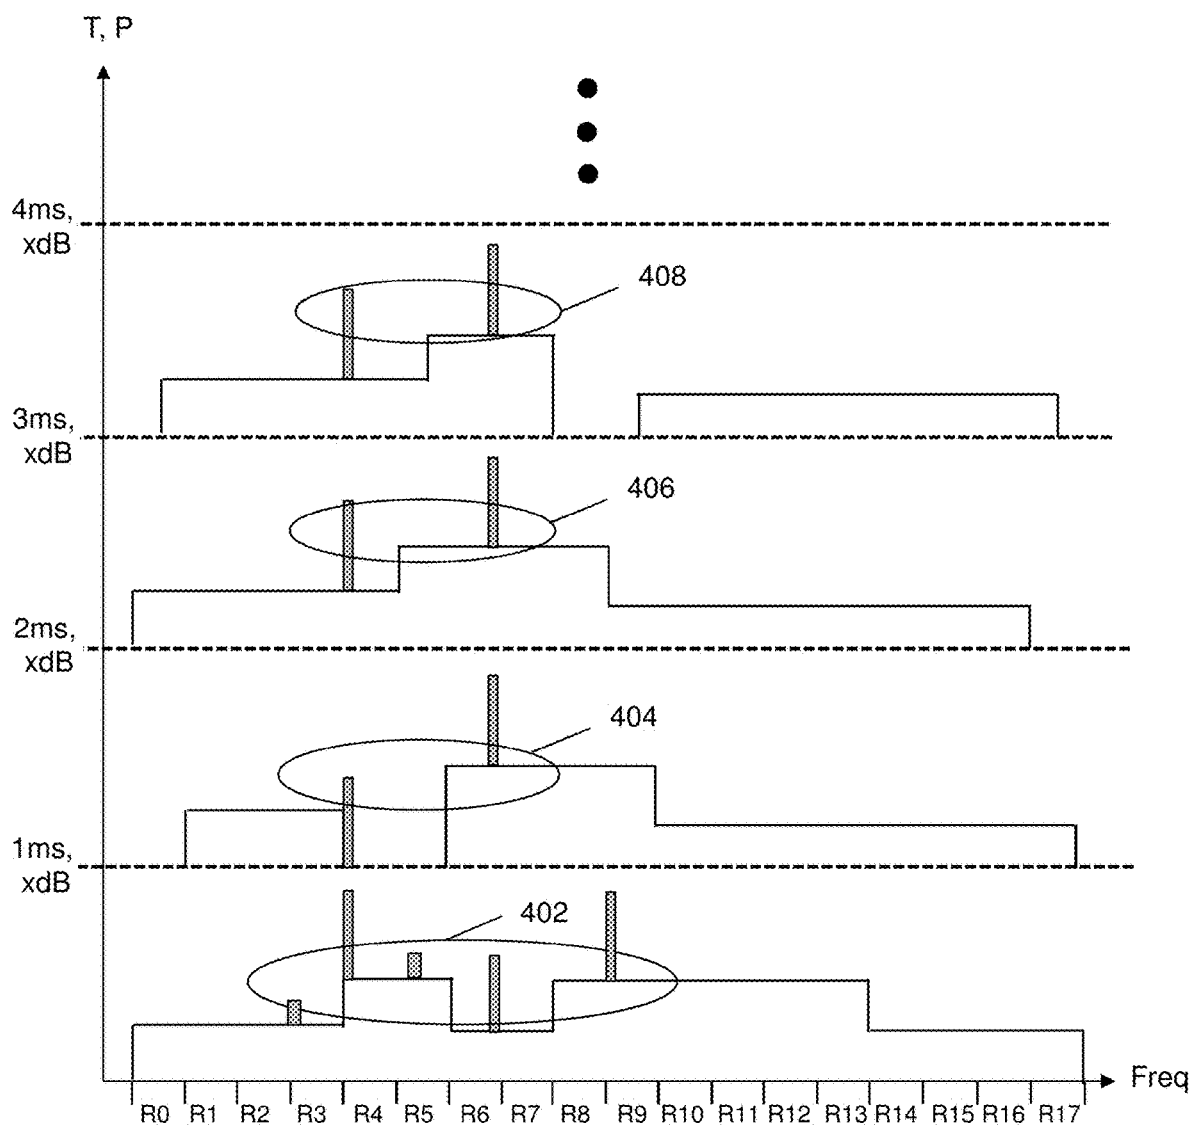 T, P
4ms,
xdB
408
3ms,
xdB
406
2ms,
xdB
404
1ms,
xdB
402
Freq
R0 R1 R2 R3 R4 R5 R6 R7 R8 R9 R10 R11 R12 R13 R14 R15 R16 R17